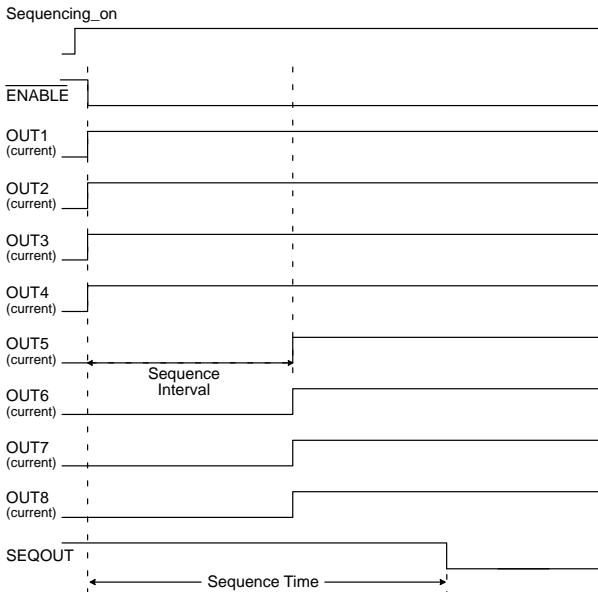 Sequencing_on
ENABLE
OUT1
(current)
OUT2
(current)
OUT3
(current)
OUT4
(current)
OUT5
(current)
Sequence
Interval
OUT6
(current)
OUT7
(current)
OUT8
(current)
SEQOUT
Sequence Time